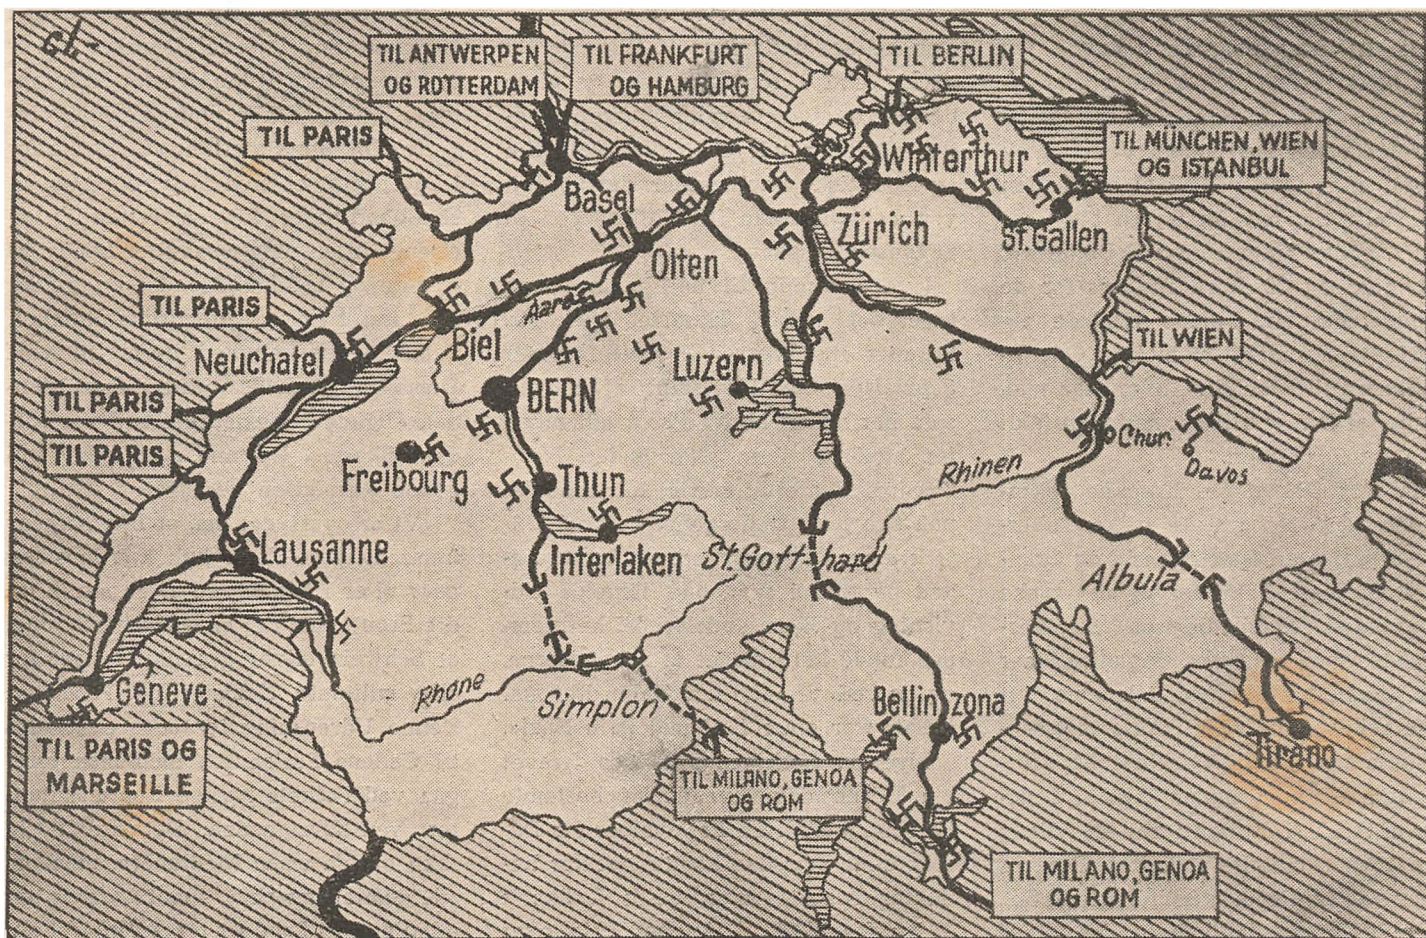 cl.-
TIL ANTWERPEN
OG ROTTERDAM
TIL FRANKFURT
OG HAMBURG
TIL BERLIN
TIL PARIS
TIL MÜNCHEN, WIEN
OG ISTANBUL
Winterthur
Basel
Zürich
St. Gallen
Olten
TIL PARIS
Aare
Biel
Neuchatel
Luzern
TIL WIEN
TIL PARIS
BERN
Chur
TIL PARIS
Freibourg
Thun
Rhinen
Davos
Lausanne
Interlaken
St. Gotthard
Albula
Geneve
Rhone
Simplon
Bellinzona
Tirano
TIL PARIS OG
MARSEILLE
TIL MILANO, GENOA
OG ROM
TIL MILANO, GENOA
OG ROM